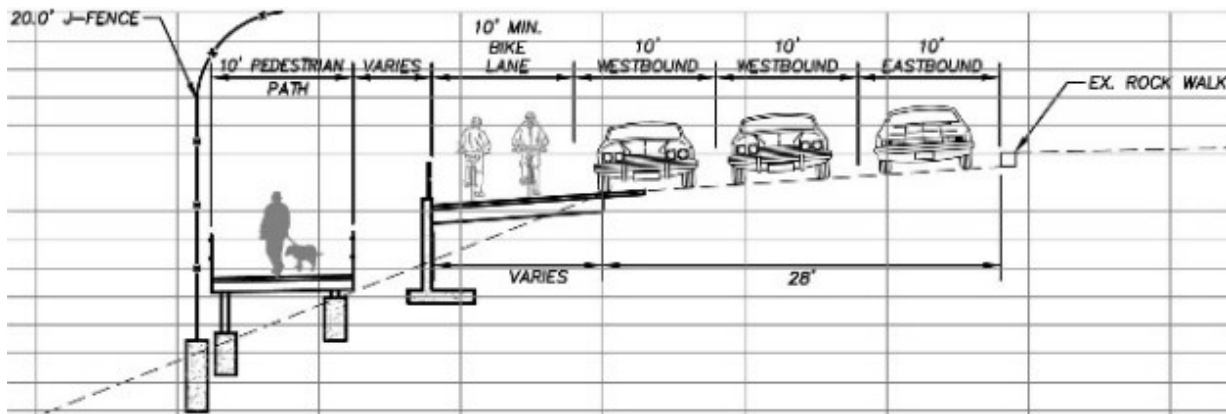 20.0' J-FENCE
10' PEDESTRIAN
PATH
VARIES
10' MIN.
BIKE
LANE
10'
WESTBOUND
10'
WESTBOUND
10'
EASTBOUND
EX. ROCK WALK
VARIES
28'